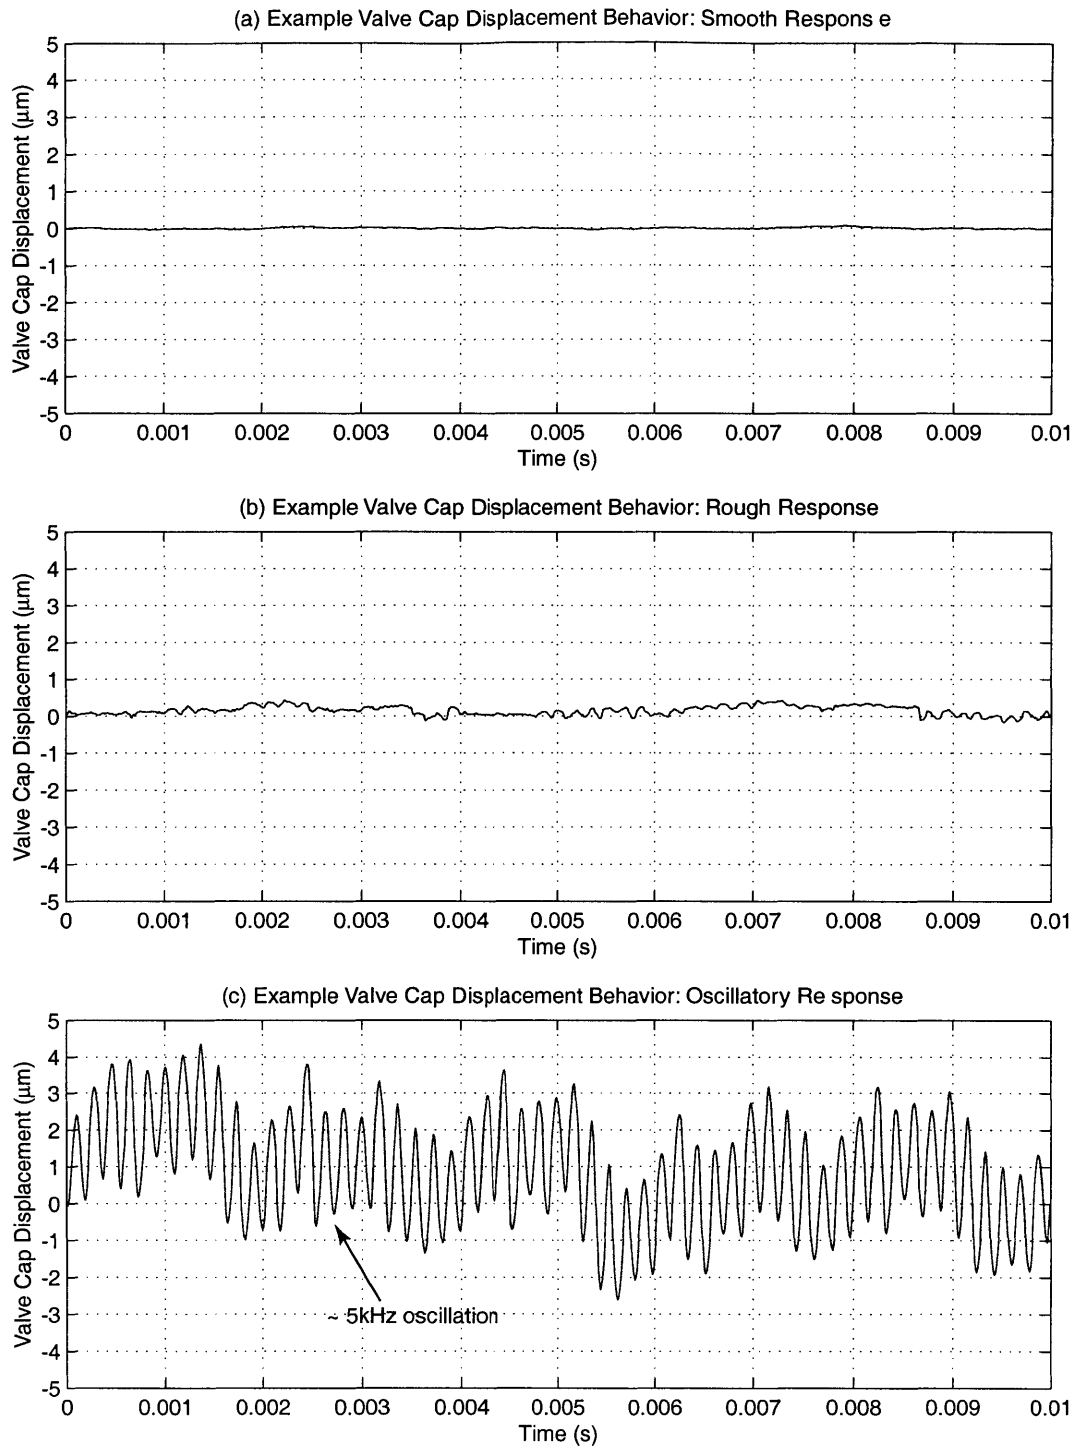 (a) Example Valve Cap Displacement Behavior: Smooth Respons e
5
4
3
2
1
0
-1
-2
-3
-4
-5
Valve Cap Displacement (μm)
0 0.001 0.002 0.003 0.004 0.005 0.006 0.007 0.008 0.009 0.01
Time (s)
(b) Example Valve Cap Displacement Behavior: Rough Response
5
4
3
2
1
0
-1
-2
-3
-4
-5
Valve Cap Displacement (μm)
0 0.001 0.002 0.003 0.004 0.005 0.006 0.007 0.008 0.009 0.01
Time (s)
(c) Example Valve Cap Displacement Behavior: Oscillatory Re sponse
5
4
3
2
1
0
-1
-2
-3
-4
-5
Valve Cap Displacement (μm)
~ 5kHz oscillation
0 0.001 0.002 0.003 0.004 0.005 0.006 0.007 0.008 0.009 0.01
Time (s)